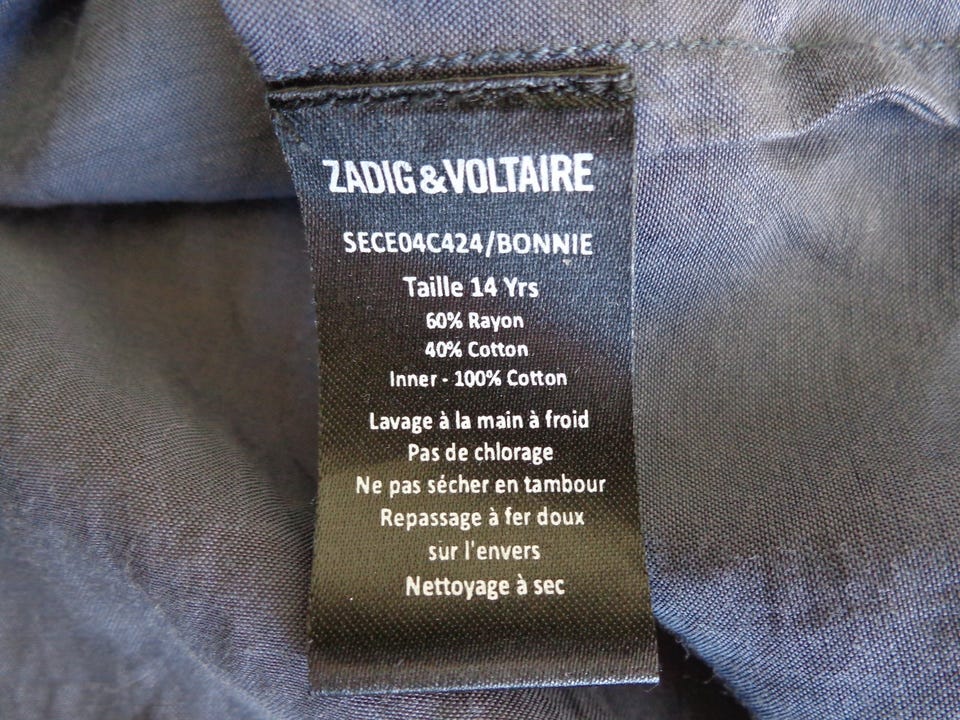 ZADIG&VOLTAIRE
SECE04C424/BONNIE
Taille 14 Yrs
60% Rayon
40% Cotton
Inner - 100% Cotton
Lavage à la main à froid
Pas de chlorage
Ne pas sécher en tambour
Repassage à fer doux
sur l'envers
Nettoyage à sec